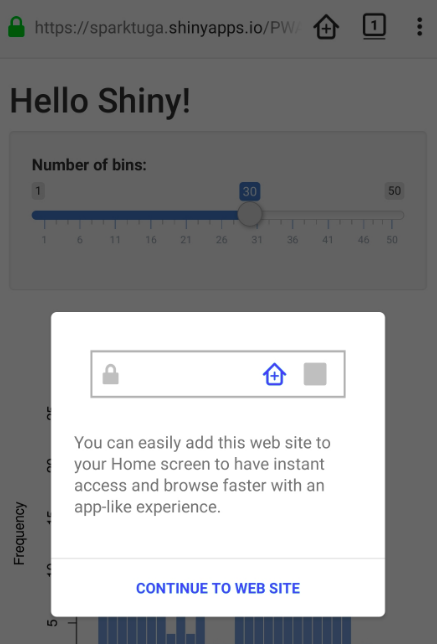 https://sparktuga.shinyapps.io/PW
1
Hello Shiny!
Number of bins:
1 30 50
1 6 11 16 21 26 31 36 41 46 50
You can easily add this web site to
your Home screen to have instant
access and browse faster with an
app-like experience.
CONTINUE TO WEB SITE
Frequency
20
15
10
5